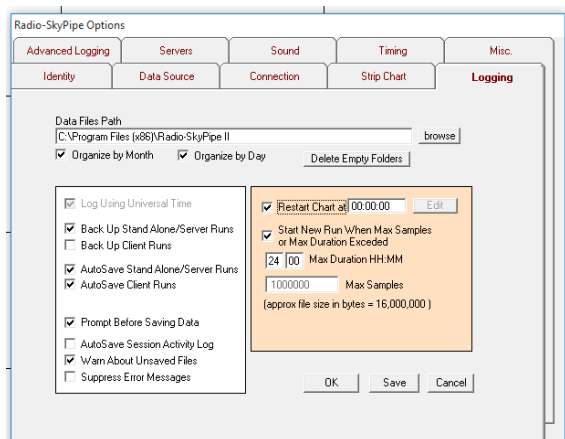 Radio-SkyPipe Options
Advanced Logging Servers Sound Timing Misc.
Identity Data Source Connection Strip Chart Logging
Data Files Path
C:\Program Files (x86)\Radio-SkyPipe II browse
Organize by Month Organize by Day Delete Empty Folders
Log Using Universal Time
Back Up Stand Alone/Server Runs
Back Up Client Runs
AutoSave Stand Alone/Server Runs
AutoSave Client Runs
Prompt Before Saving Data
AutoSave Session Activity Log
Warn About Unsaved Files
Suppress Error Messages
Restart Chart at 00:00:00 Edit
Start New Run When Max Samples
or Max Duration Exceded
24 00 Max Duration HH:MM
1000000 Max Samples
(approx file size in bytes = 16,000,000 )
OK Save Cancel